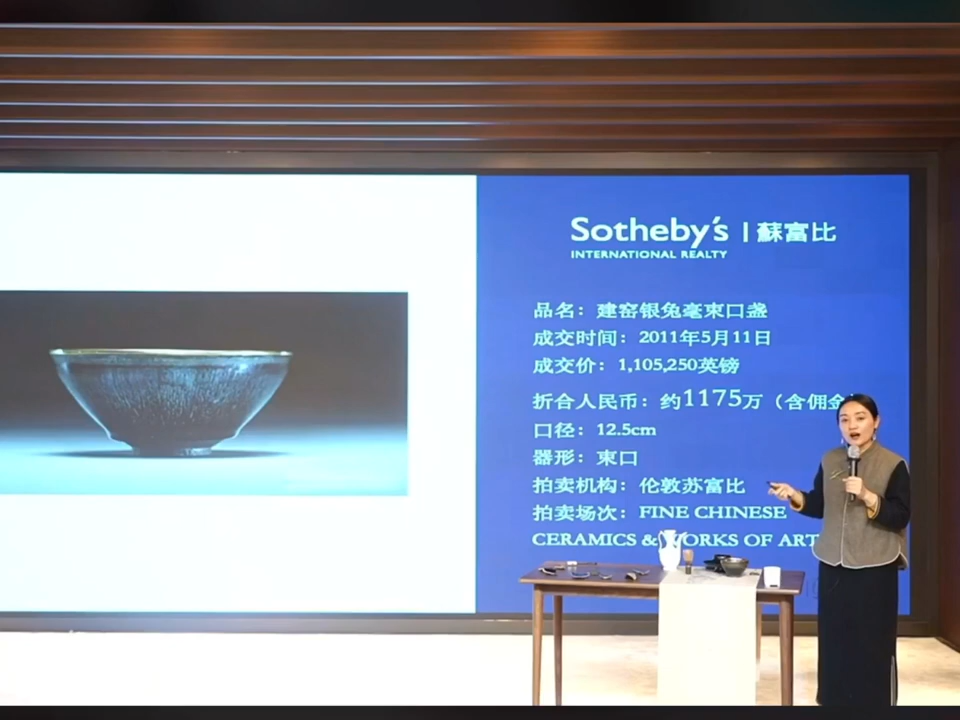 Sotheby's | 蘇富比
INTERNATIONAL REALTY
品名：建窑银兔毫束口盏
成交时间：2011年5月11日
成交价：1,105,250英镑
折合人民币：约1175万（含佣金
口径：12.5cm
器形：束口
拍卖机构：伦敦苏富比
拍卖场次：FINE CHINESE
CERAMICS & WORKS OF ART